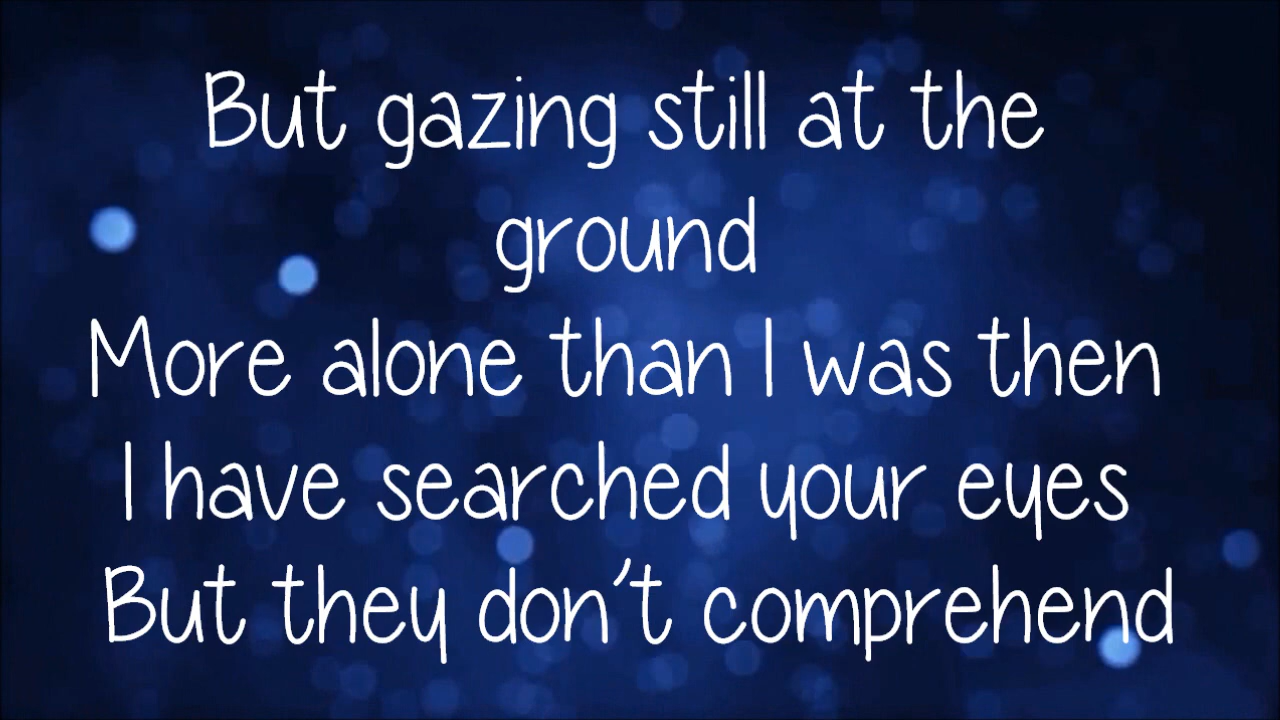 But gazing still at the
ground
More alone than I was then
I have searched your eyes
But they don't comprehend